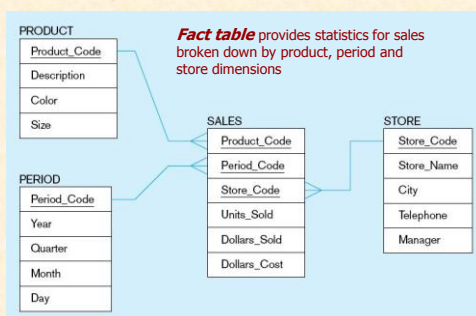 PRODUCT
Product_Code
Description
Color
Size
Fact table provides statistics for sales
broken down by product, period and
store dimensions
SALES
Product_Code
Period_Code
Store_Code
Units_Sold
Dollars_Sold
Dollars_Cost
STORE
Store_Code
Store_Name
City
Telephone
Manager
PERIOD
Period_Code
Year
Quarter
Month
Day